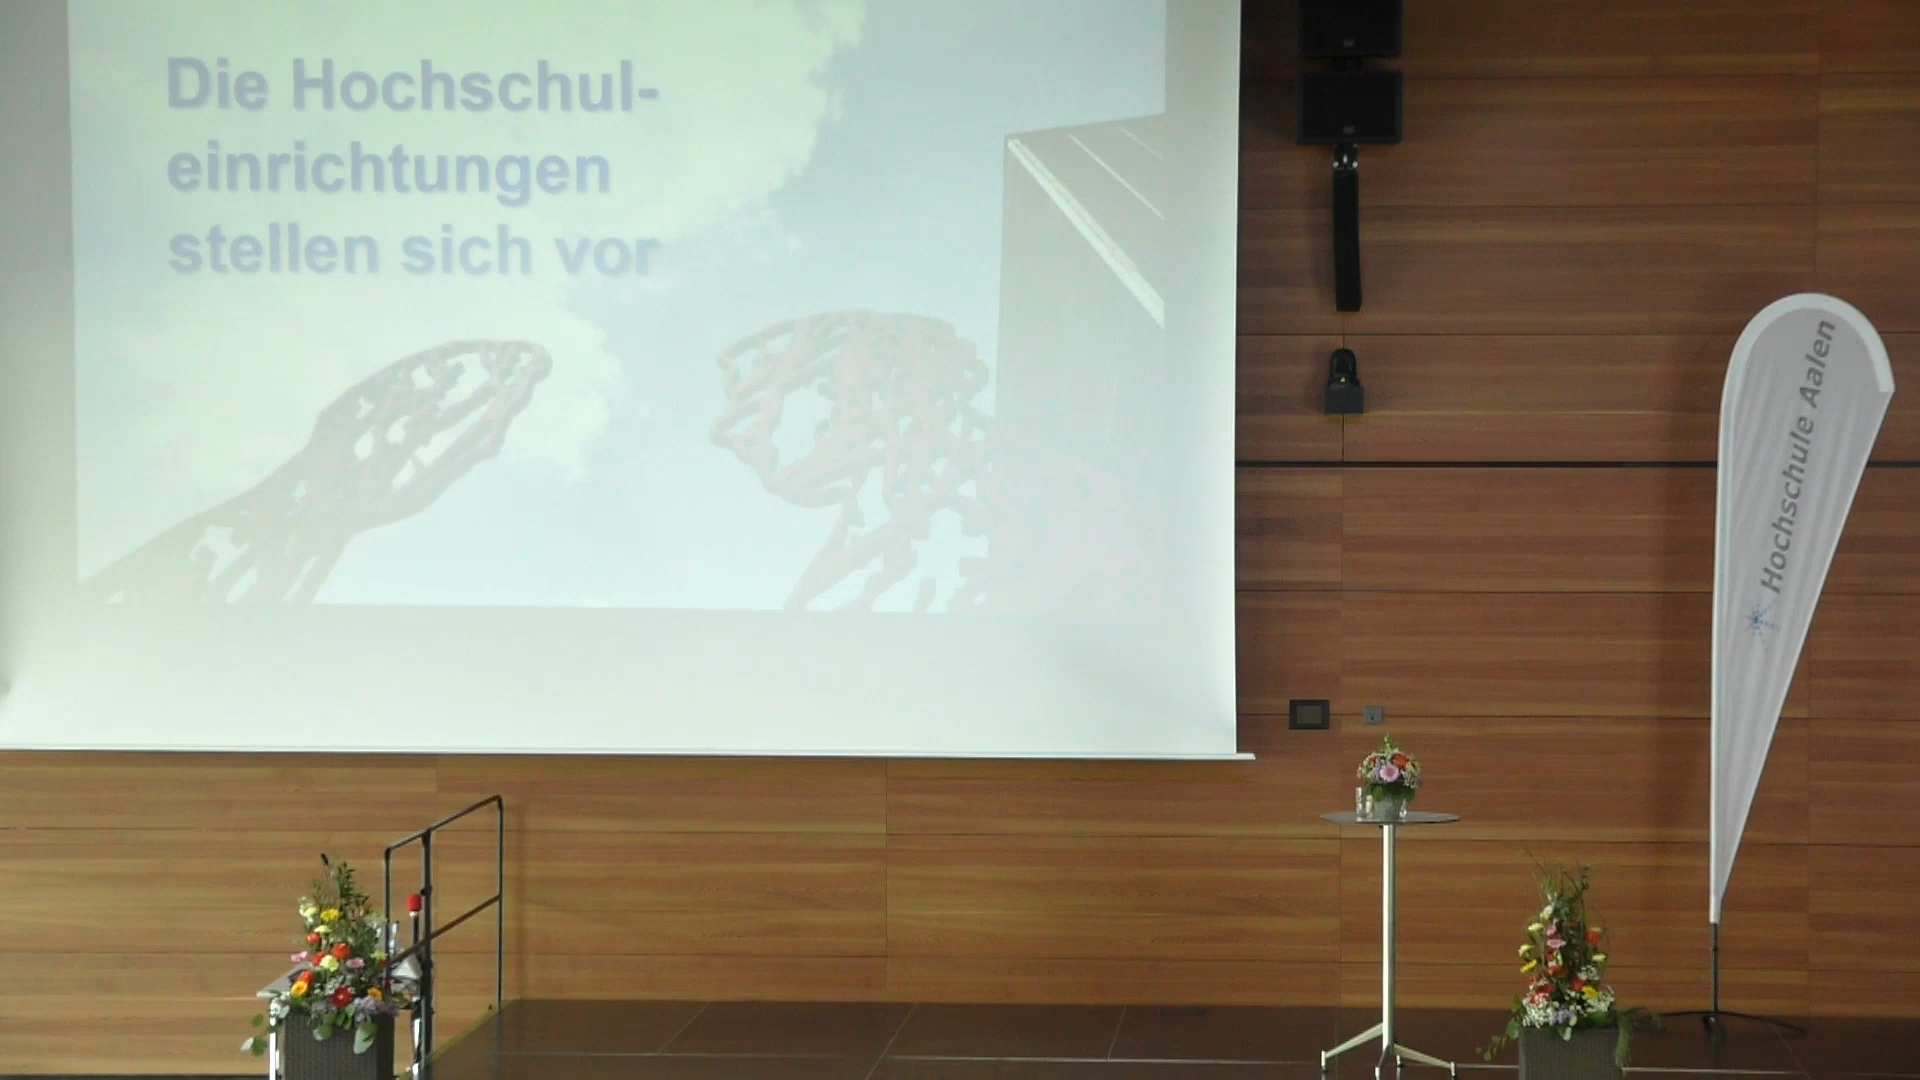 Die Hochschul-
einrichtungen
stellen sich vor
Hochschule Aalen